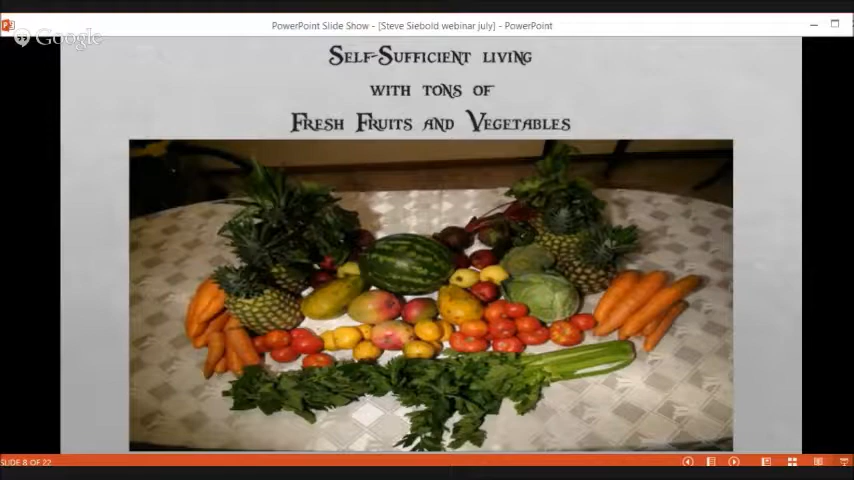 PowerPoint Slide Show - [Steve Siebold webinar july] - PowerPoint
Google
Self-Sufficient living
with tons of
Fresh Fruits and Vegetables
SLIDE 8 OF 22